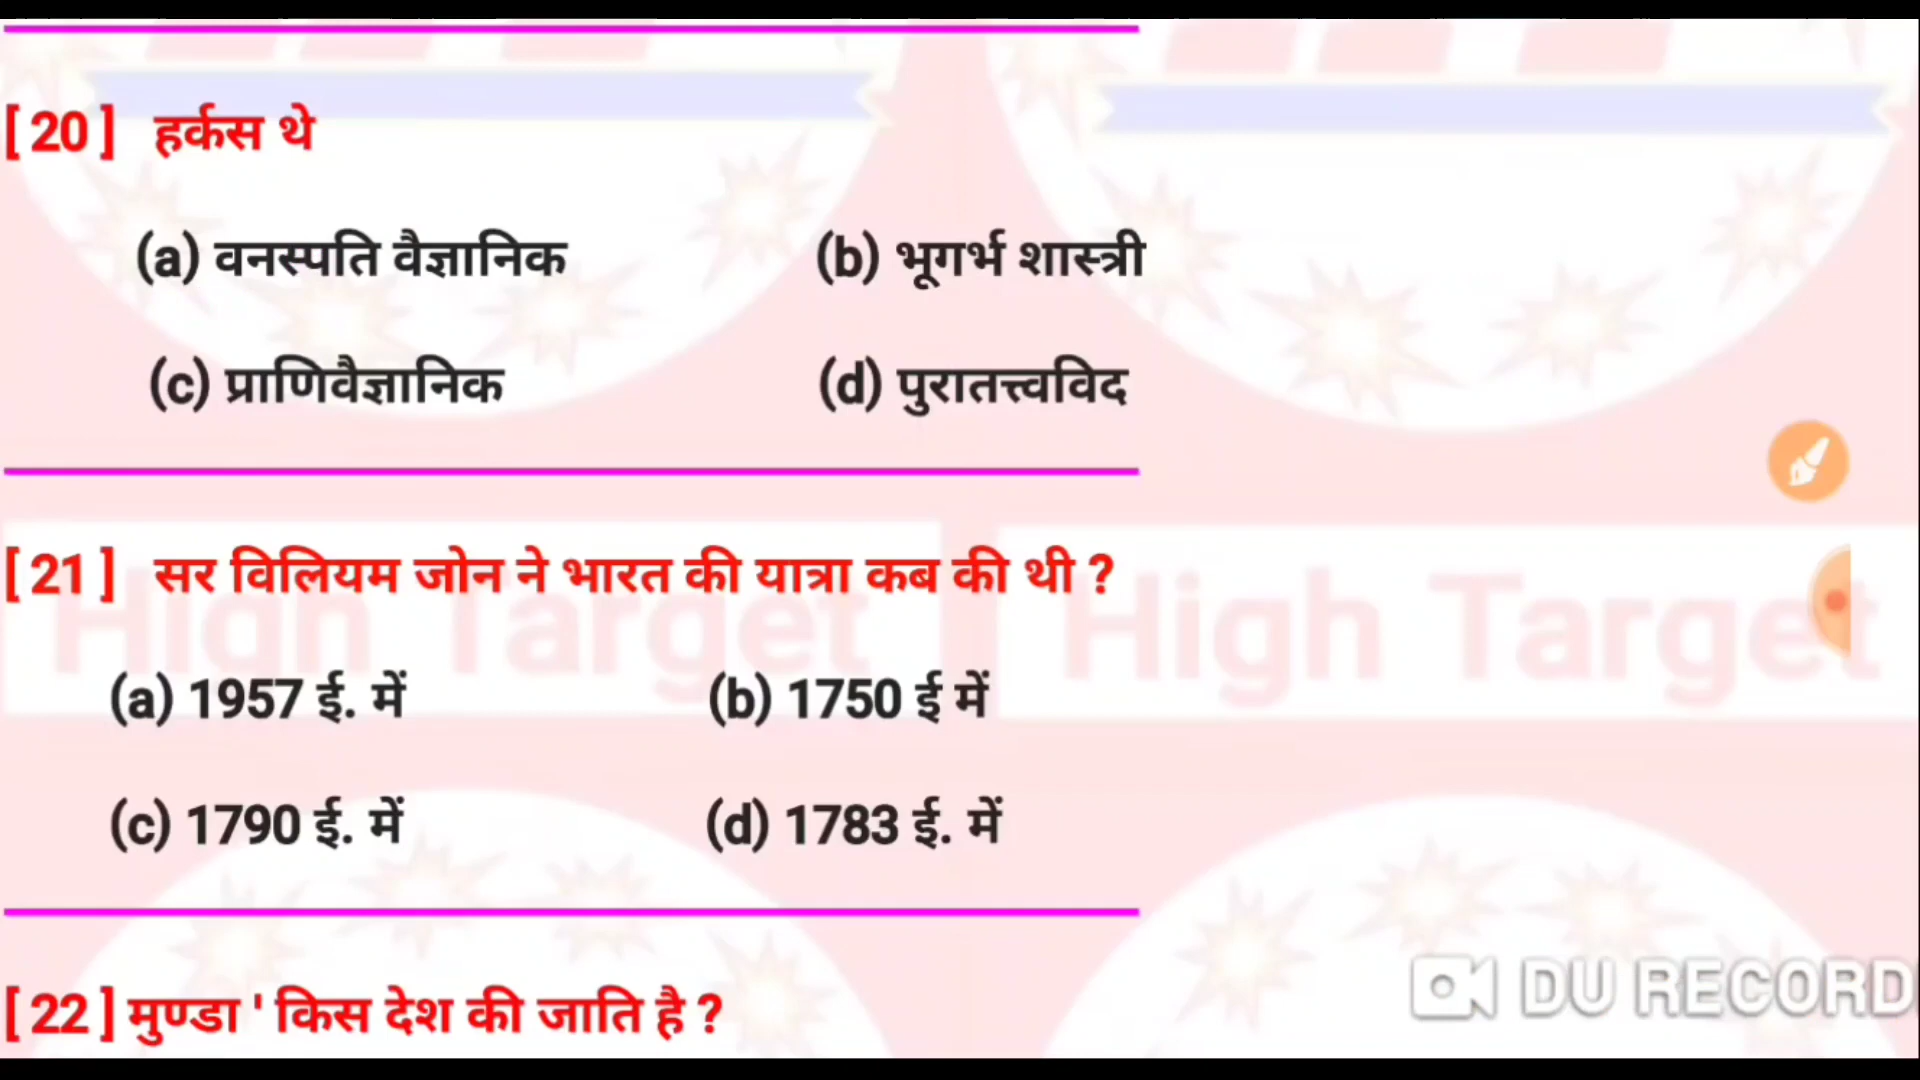 [ 20 ] हर्कस थे
(a) वनस्पति वैज्ञानिक (b) भूगर्भ शास्त्री
(c) प्राणिवैज्ञानिक (d) पुरातत्त्वविद
[ 21 ] सर विलियम जोन ने भारत की यात्रा कब की थी ?
High Target High Target
(a) 1957 ई. में (b) 1750 ई में
(c) 1790 ई. में (d) 1783 ई. में
[ 22 ] मुण्डा ' किस देश की जाति है ?
DU RECORD